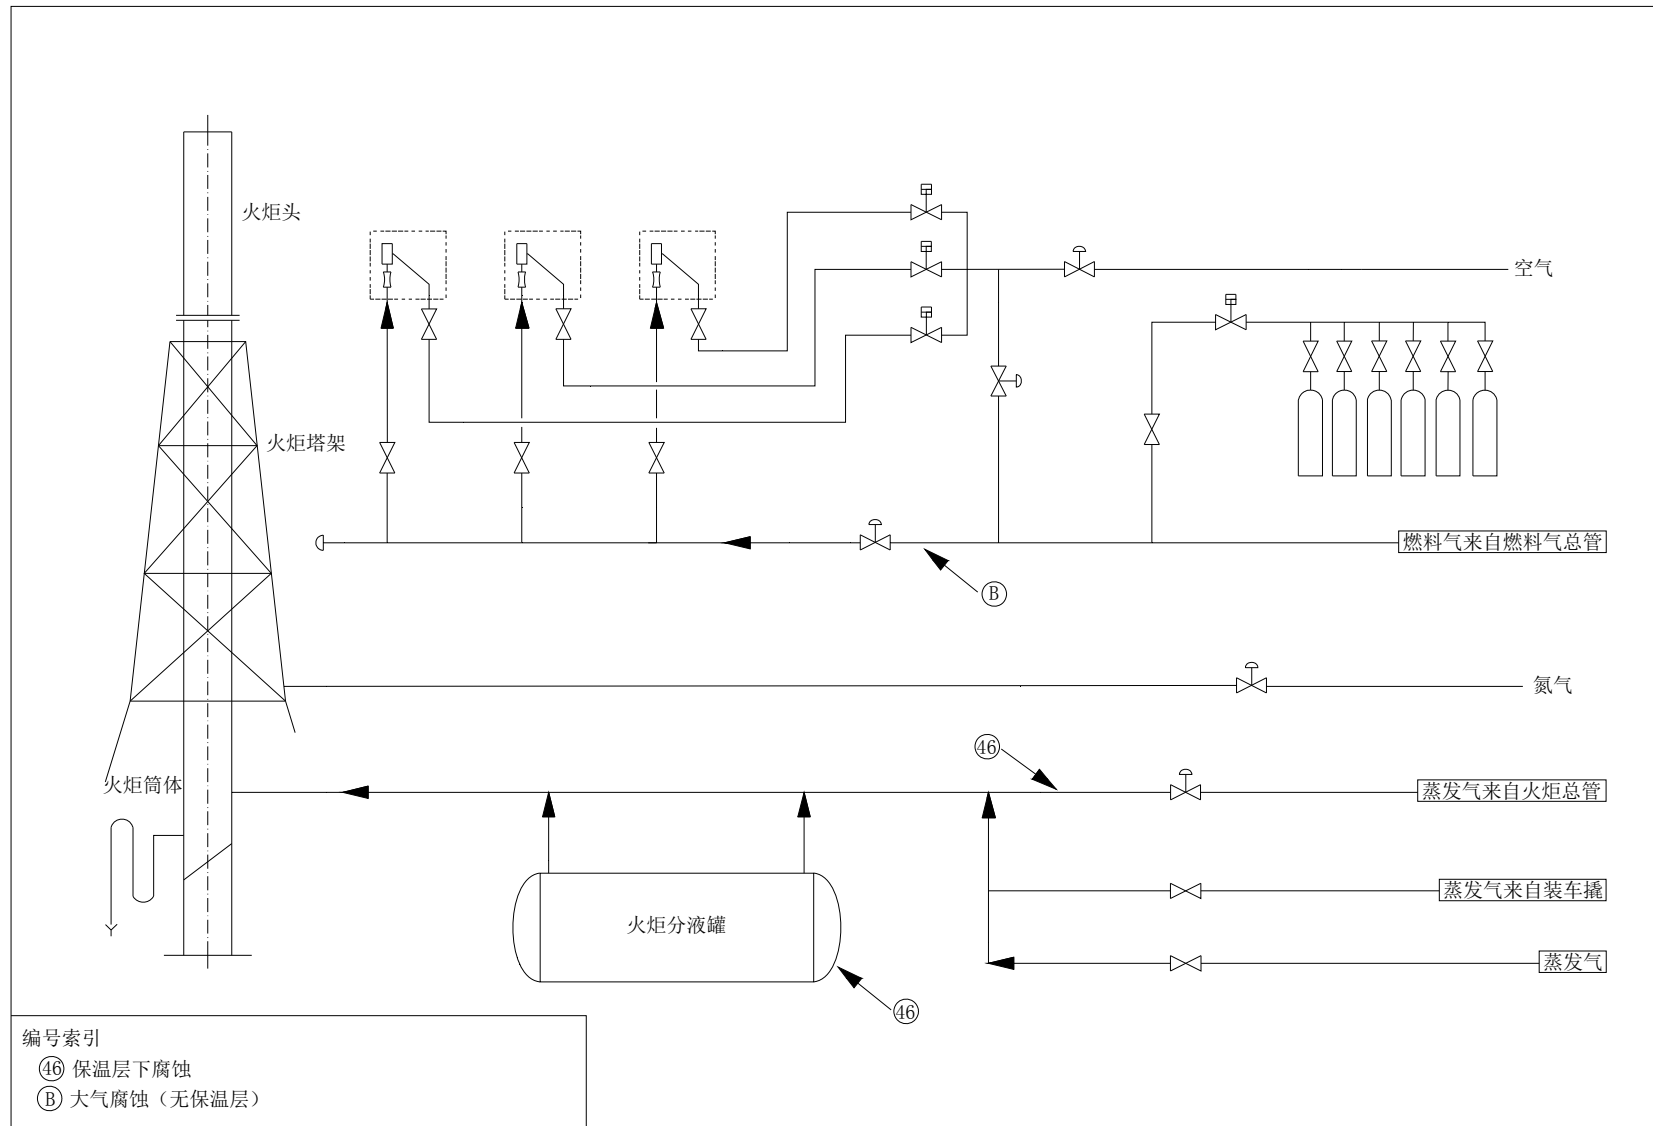 火炬头
空气
火炬塔架
燃料气来自燃料气总管
B
氮气
46
火炬筒体
蒸发气来自火炬总管
蒸发气来自装车撬
火炬分液罐
蒸发气
46
编号索引
46 保温层下腐蚀
B 大气腐蚀（无保温层）